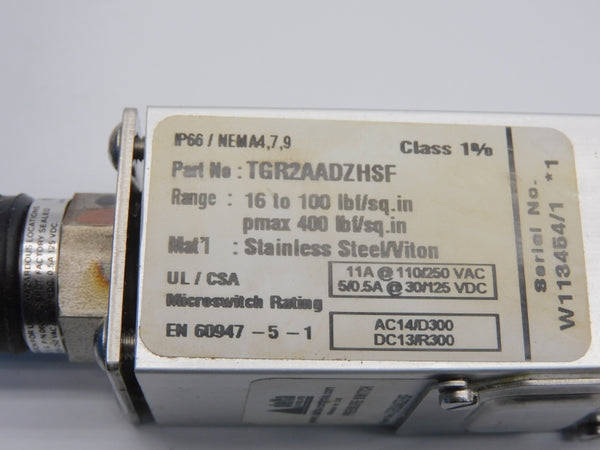 IP66 / NEMA4,7,9
Class 1%
Part No : TGR2AADZHSF
Range : 16 to 100 lbf/sq.in
pmax 400 lbf/sq.in
Mat'l : Stainless Steel/Viton
UL / CSA
Microswitch Rating
11A @ 110/250 VAC
5/0.5A @ 30/125 VDC
EN 60947 - 5 - 1
AC14/D300
DC13/R300
Serial No.
W113454/1 *1
FACTORY SEALED